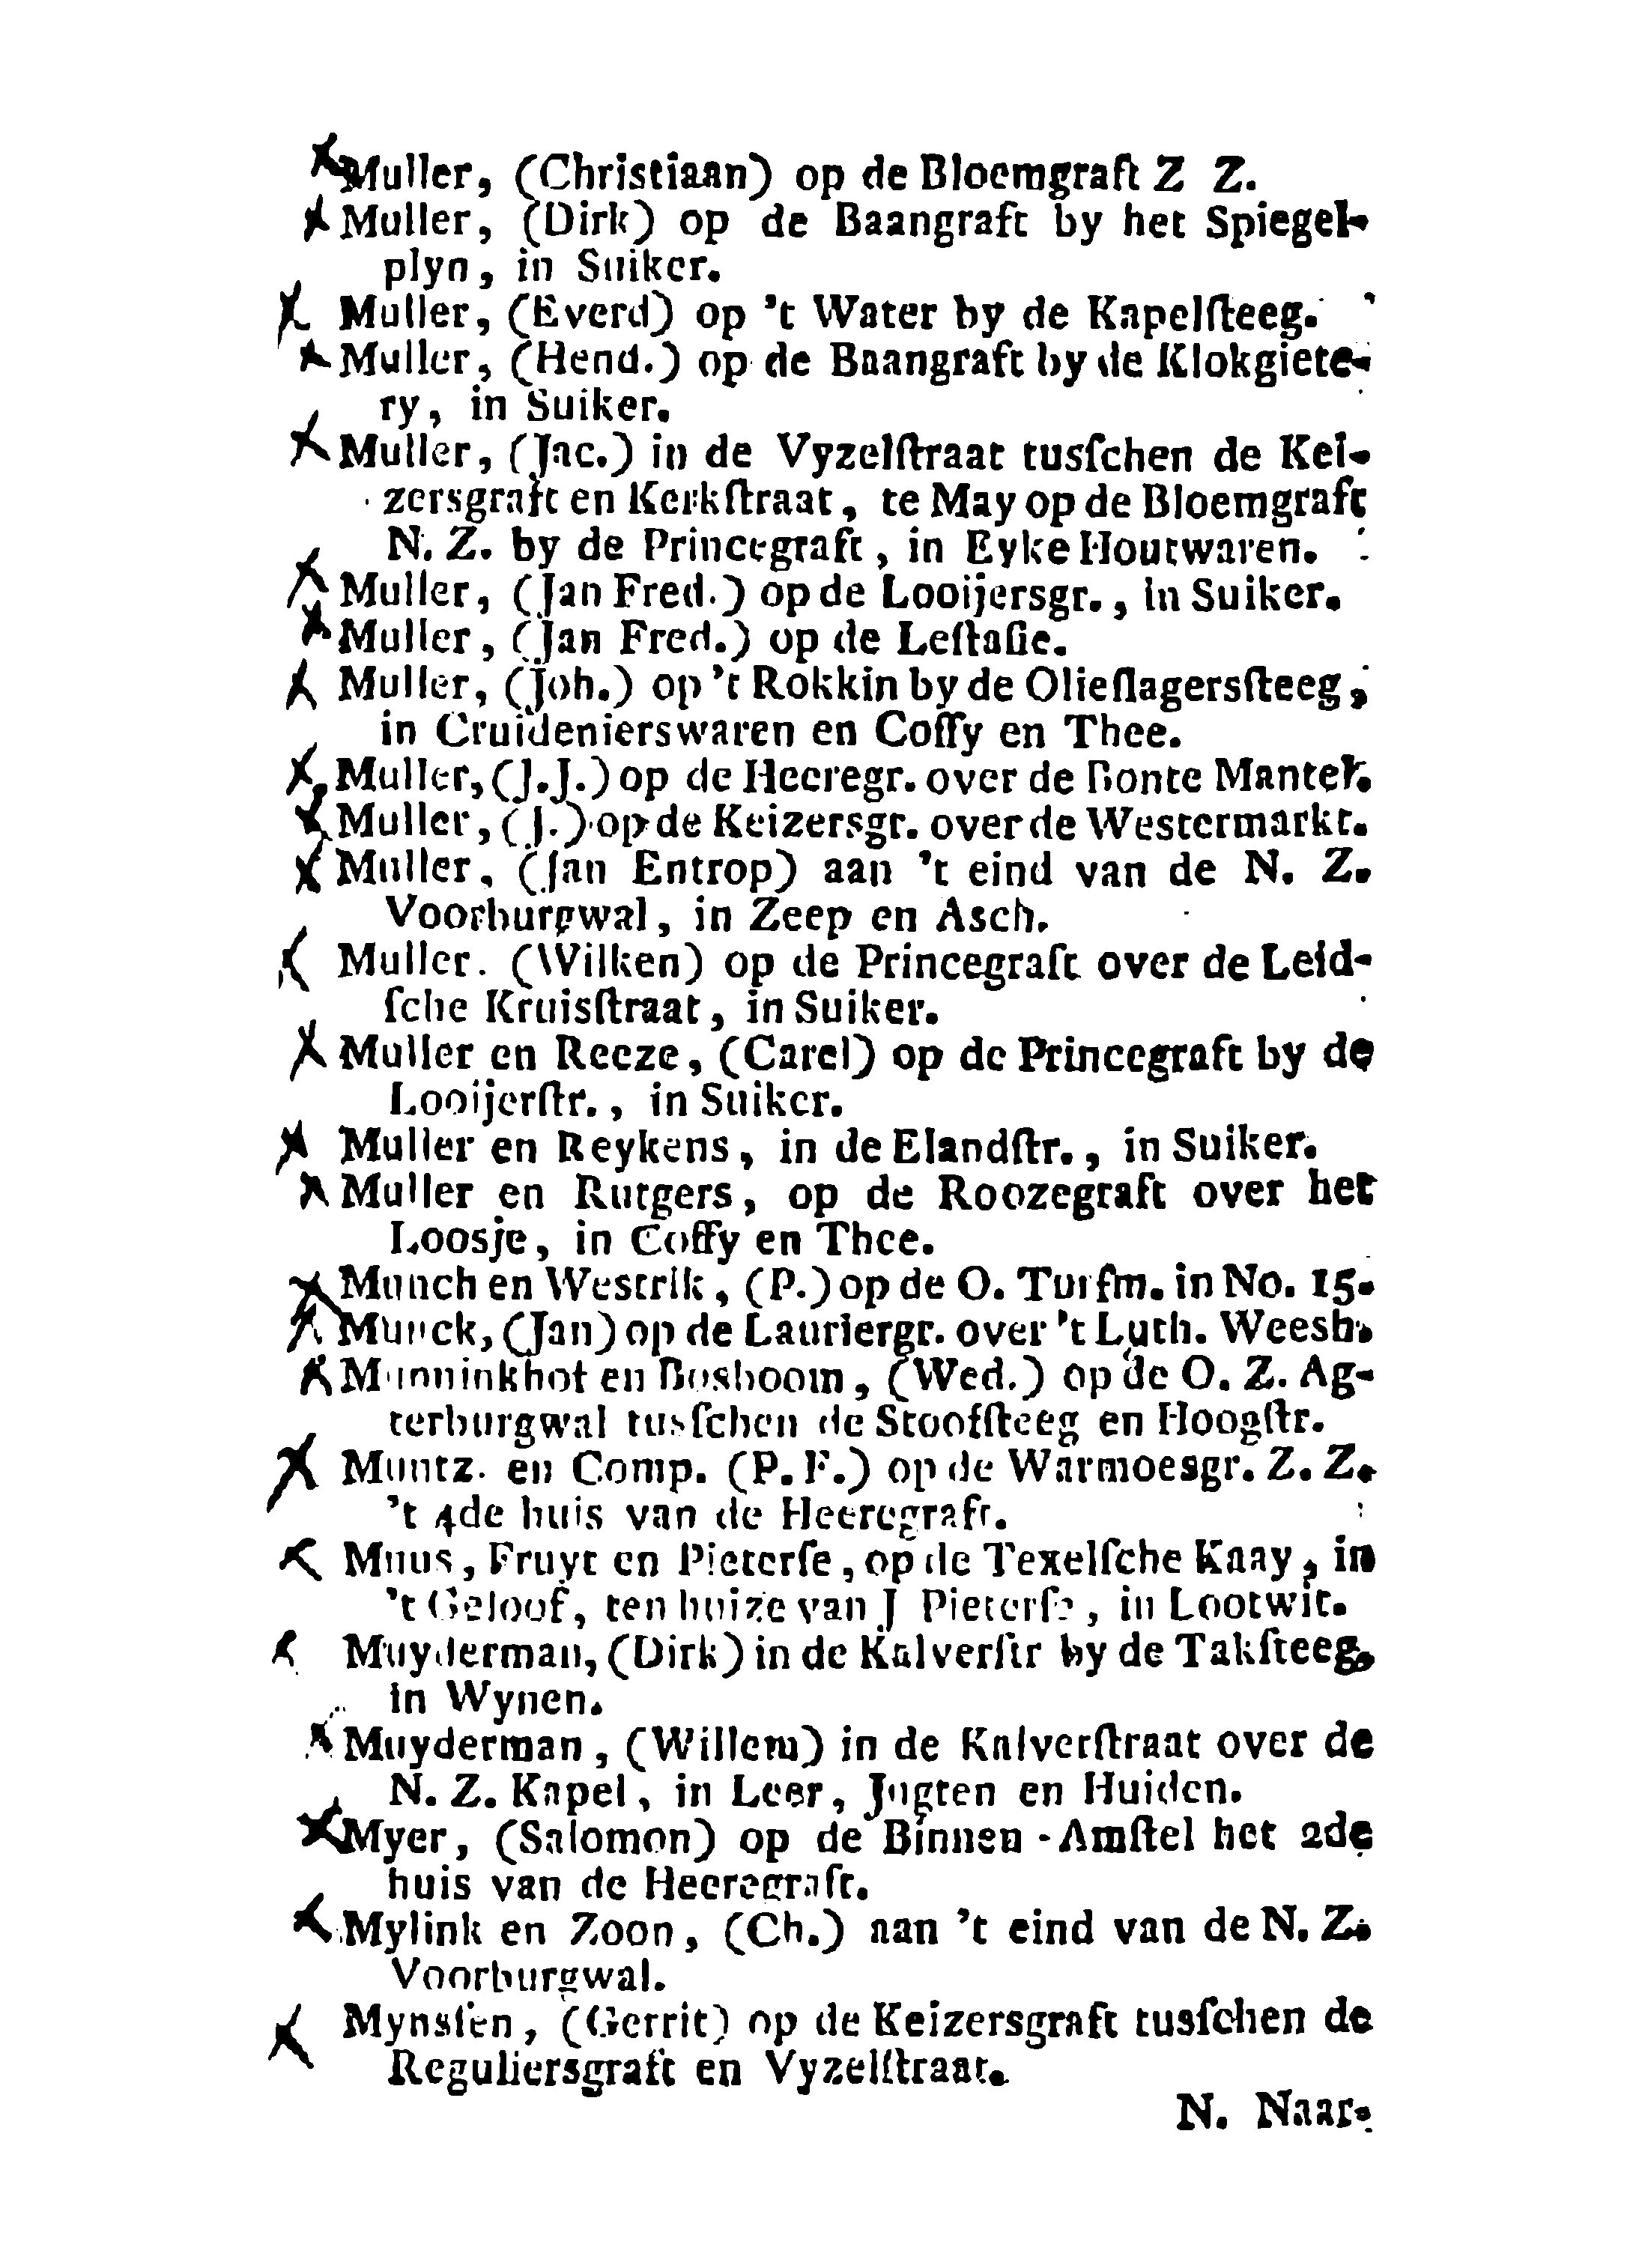 Muller, (Christiaan) op de Bloemgraft Z Z.
Muller, (Dirk) op de Baangraft by het Spiegel-
plyn, in Suiker.
Muller, (Everd) op 't Water by de Kapelſteeg.
Muller, (Hend.) op de Baangraft by de Klokgiete-
ry, in Suiker.
Muller, (Jac.) in de Vyzelſtraat tusſchen de Kei-
zersgraft en Kerkſtraat, te May op de Bloemgraft
N. Z. by de Princegraft, in Eyke Houtwaren.
Muller, (Jan Fred.) op de Looijersgr., in Suiker.
Muller, (Jan Fred.) op de Leſtaſie.
Muller, (Joh.) op 't Rokkin by de Olieſlagersſteeg,
in Cruidenierswaren en Coffy en Thee.
Muller, (J.J.) op de Heeregr. over de Bonte Mantel.
Muller, (J.) op de Keizersgr. over de Westermarkt.
Muller, (Jan Entrop) aan 't eind van de N. Z.
Voorburgwal, in Zeep en Asch.
Muller. (Wilken) op de Princegraft over de Leid-
ſche Kruisſtraat, in Suiker.
Muller en Reeze, (Carel) op de Princegraft by de
Looijerſtr., in Suiker.
Muller en Reykens, in de Elandſtr., in Suiker.
Muller en Rutgers, op de Roozegraft over het
Loosje, in Coffy en Thee.
Munch en Westrik, (P.) op de O. Turfm. in No. 15.
Munck, (Jan) op de Lauriergr. over 't Luth. Weesh.
Munninkhof en Bosboom, (Wed.) op de O. Z. Ag-
terburgwal tusſchen de Stoofſteeg en Hoogſtr.
Muntz en Comp. (P. F.) op de Warmoesgr. Z. Z.
't 4de huis van de Heeregraft.
Muus, Fruyt en Pieterſe, op de Texelſche Kaay, in
't Geloof, ten huize van J Pieterſe, in Lootwit.
Muyderman, (Dirk) in de Kalverſtr by de Takſteeg,
in Wynen.
Muyderman, (Willem) in de Kalverſtraat over de
N. Z. Kapel, in Leer, Jugten en Huiden.
Myer, (Salomon) op de Binnen-Amſtel het 2de
huis van de Heeregraft.
Mylink en Zoon, (Ch.) aan 't eind van de N. Z.
Voorburgwal.
Mynsſen, (Gerrit) op de Keizersgraft tusſchen de
Reguliersgraft en Vyzelſtraat.
N. Naar-